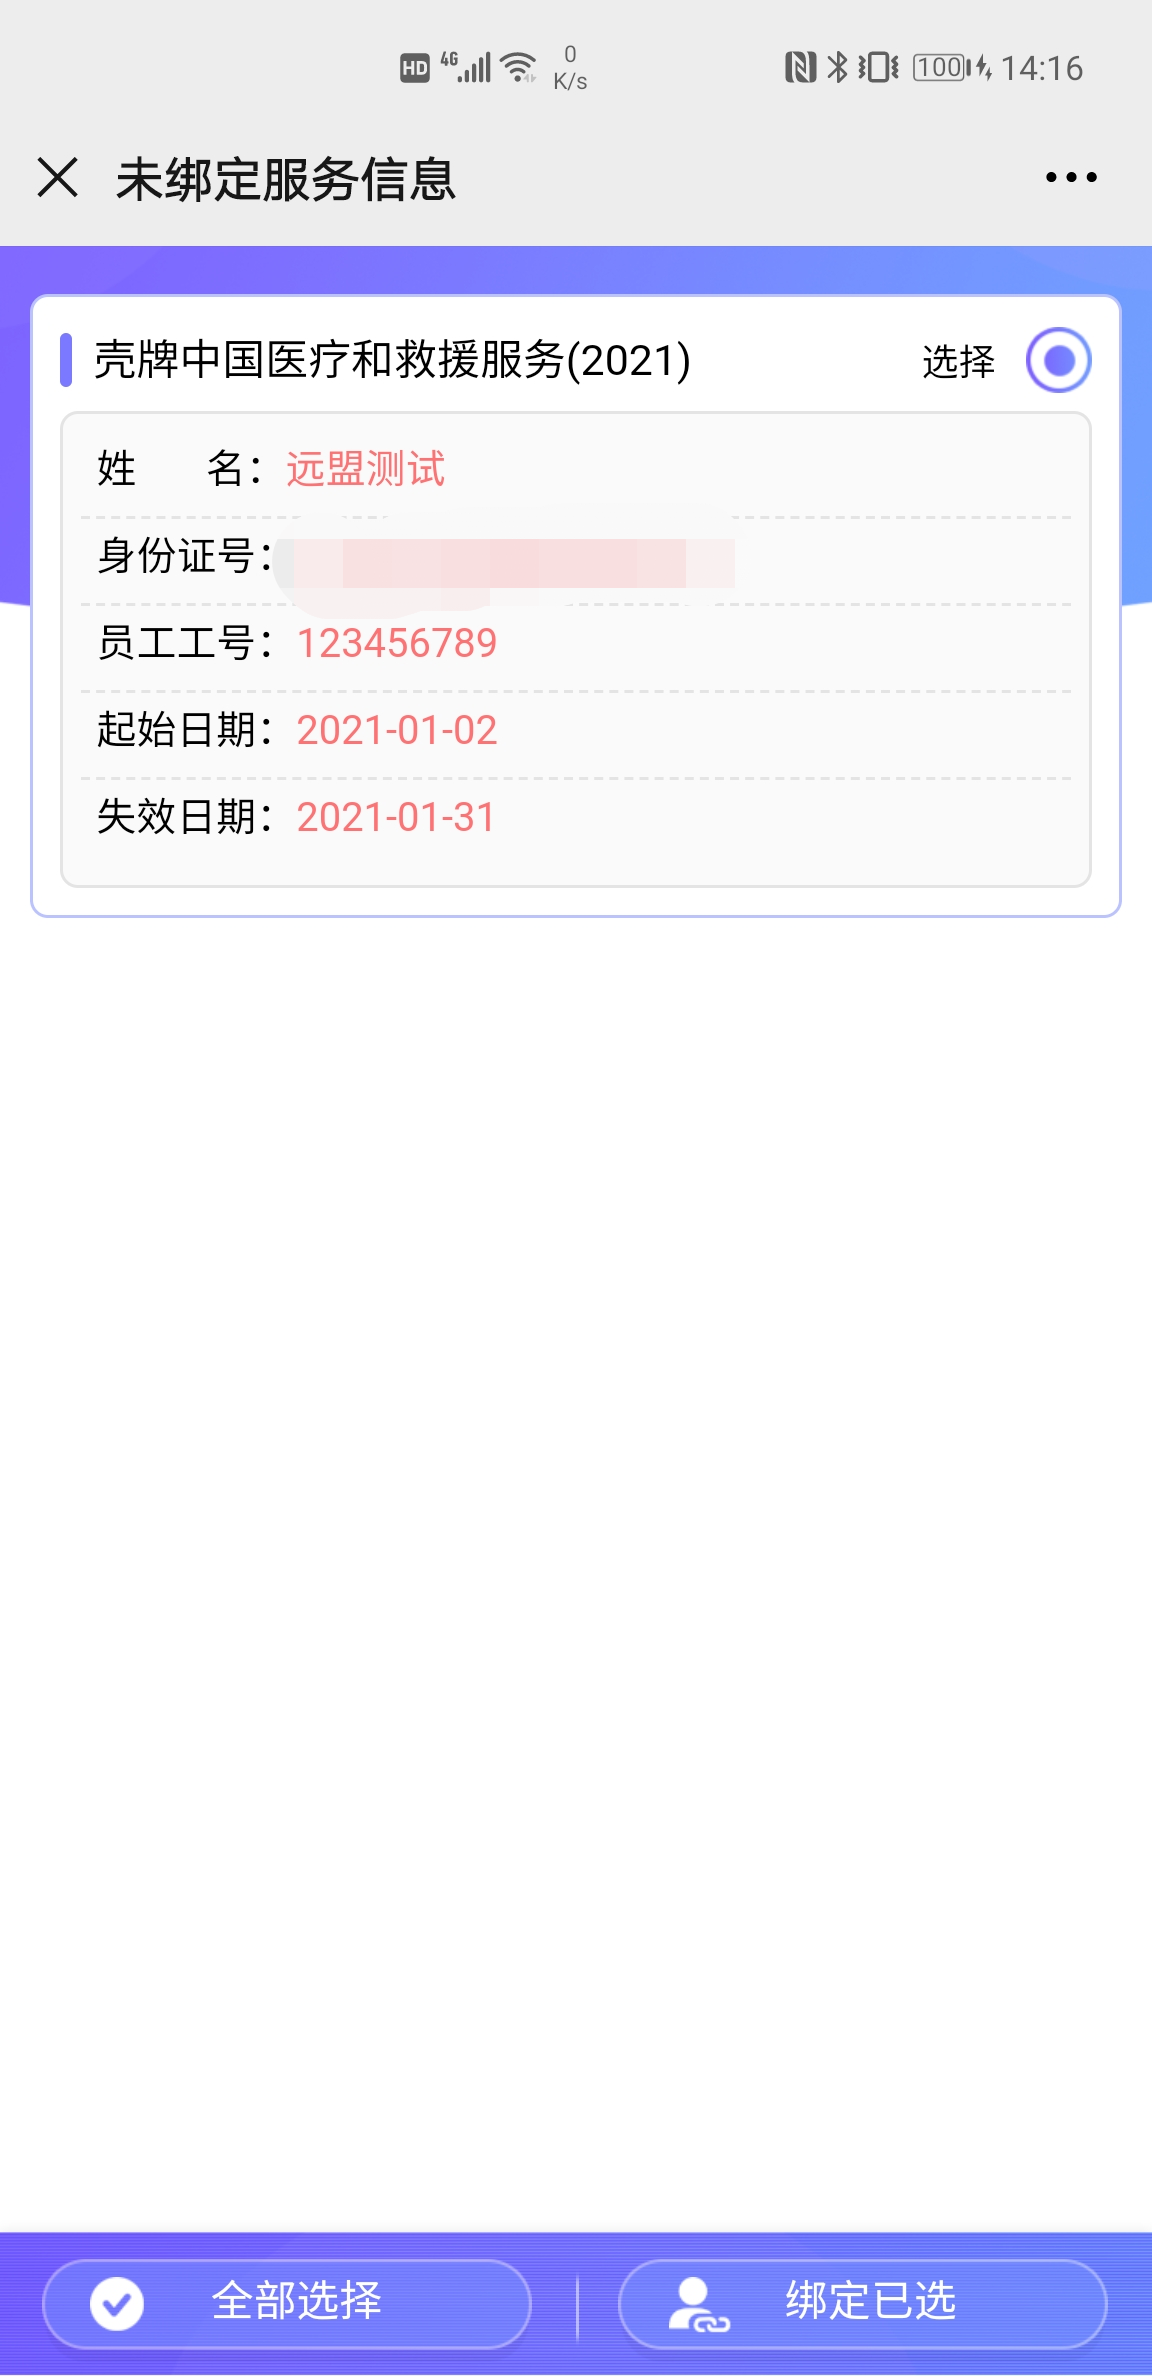 HD 4G 0 K/s 100 14:16
未绑定服务信息
壳牌中国医疗和救援服务(2021) 选择
姓 名：远盟测试
身份证号：
员工工号：123456789
起始日期：2021-01-02
失效日期：2021-01-31
全部选择 绑定已选